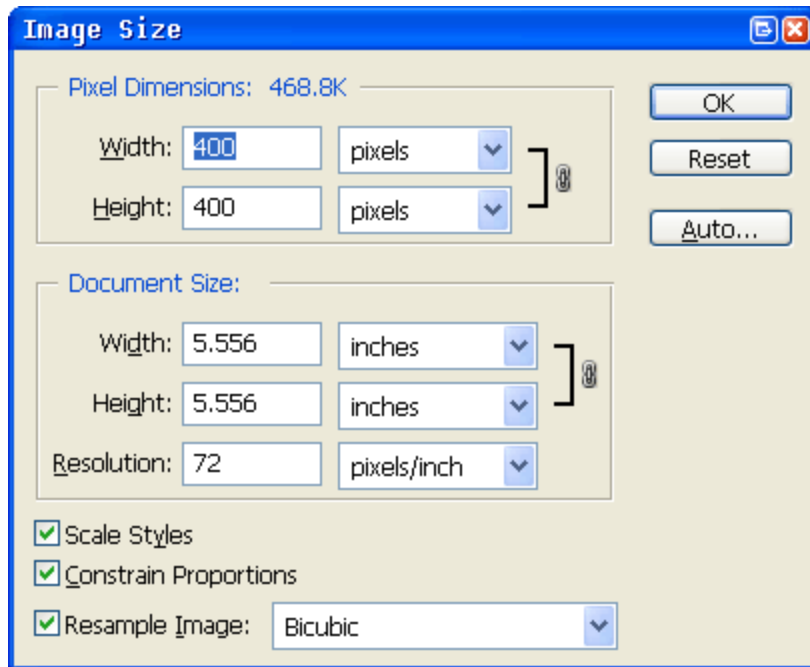 Image Size
Pixel Dimensions: 468.8K
OK
Width: 400 pixels
Reset
Height: 400 pixels
Auto...
Document Size:
Width: 5.556 inches
Height: 5.556 inches
Resolution: 72 pixels/inch
Scale Styles
Constrain Proportions
Resample Image: Bicubic